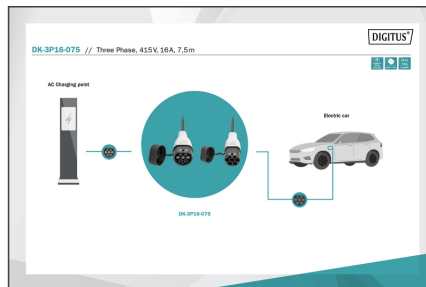 DIGITUS®
DK-3P16-075 // Three Phase, 415V, 16A, 7,5m
AC Charging point
Electric car
DK-3P16-075